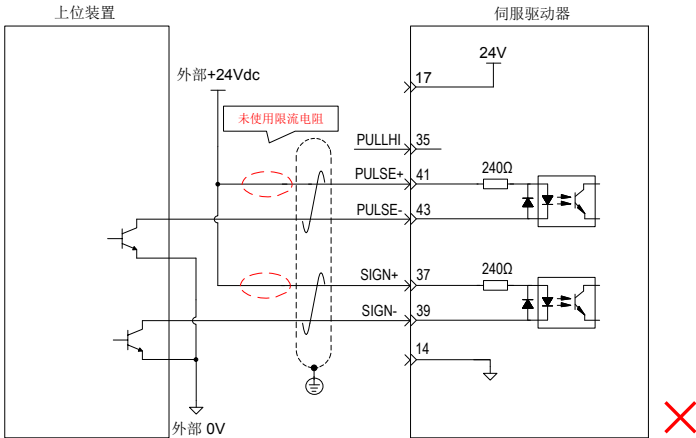 上位装置
伺服驱动器
24V
外部+24Vdc
17
未使用限流电阻
PULLHI 35
PULSE+ 41
240Ω
PULSE- 43
SIGN+ 37
240Ω
SIGN- 39
14
外部 0V